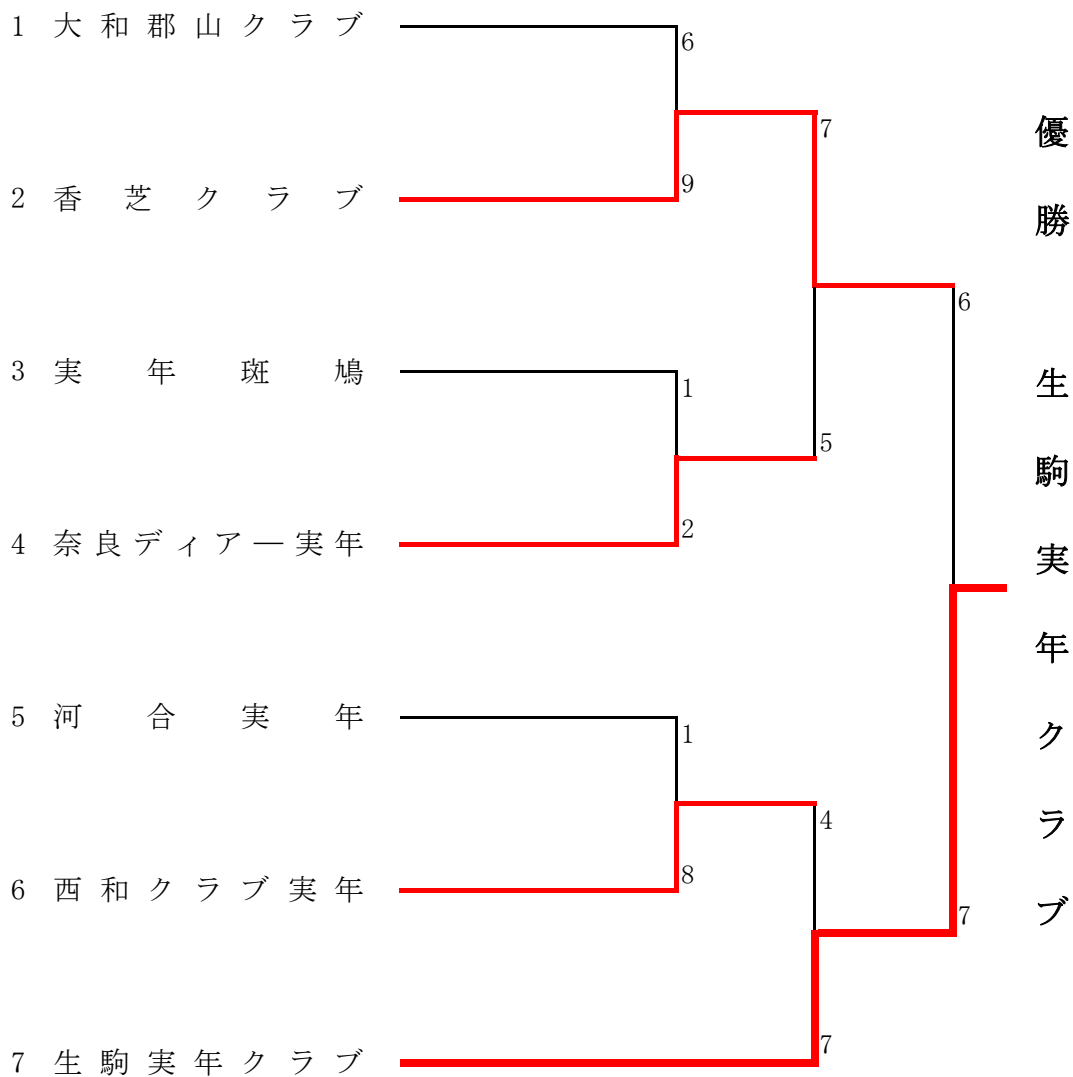 1 大和郡山クラブ
6
2 香芝クラブ
9
7
3 実年斑鳩
1
4 奈良ディアー実年
2
5
6
5 河合実年
1
6 西和クラブ実年
8
4
7 生駒実年クラブ
7
7
優勝 生駒実年クラブ